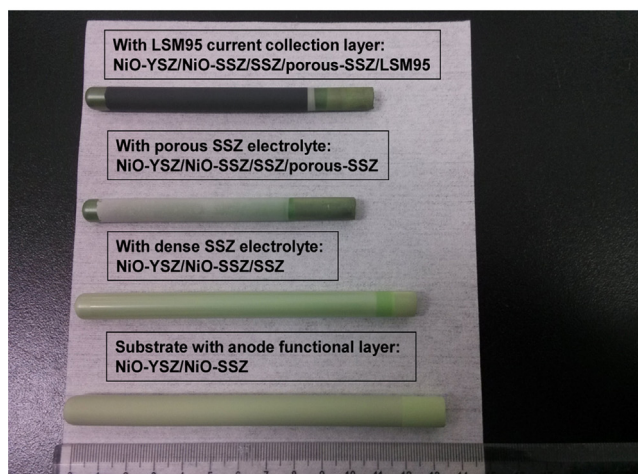 With LSM95 current collection layer:
NiO-YSZ/NiO-SSZ/SSZ/porous-SSZ/LSM95
With porous SSZ electrolyte:
NiO-YSZ/NiO-SSZ/SSZ/porous-SSZ
With dense SSZ electrolyte:
NiO-YSZ/NiO-SSZ/SSZ
Substrate with anode functional layer:
NiO-YSZ/NiO-SSZ